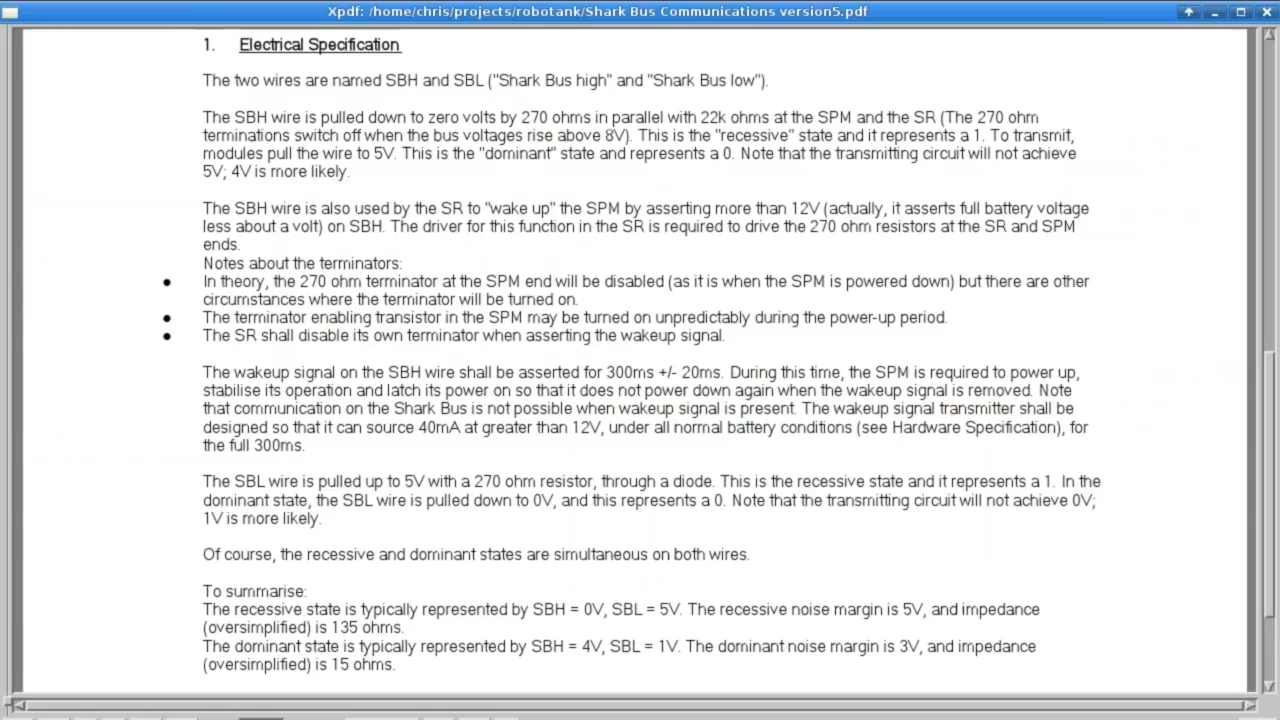 Xpdf: /home/chris/projects/robotank/Shark Bus Communications version5.pdf
1. Electrical Specification
The two wires are named SBH and SBL ("Shark Bus high" and "Shark Bus low").
The SBH wire is pulled down to zero volts by 270 ohms in parallel with 22k ohms at the SPM and the SR (The 270 ohm
terminations switch off when the bus voltages rise above 8V). This is the "recessive" state and it represents a 1. To transmit,
modules pull the wire to 5V. This is the "dominant" state and represents a 0. Note that the transmitting circuit will not achieve
5V; 4V is more likely.
The SBH wire is also used by the SR to "wake up" the SPM by asserting more than 12V (actually, it asserts full battery voltage
less about a volt) on SBH. The driver for this function in the SR is required to drive the 270 ohm resistors at the SR and SPM
ends.
Notes about the terminators:
● In theory, the 270 ohm terminator at the SPM end will be disabled (as it is when the SPM is powered down) but there are other
circumstances where the terminator will be turned on.
● The terminator enabling transistor in the SPM may be turned on unpredictably during the power-up period.
● The SR shall disable its own terminator when asserting the wakeup signal.
The wakeup signal on the SBH wire shall be asserted for 300ms +/- 20ms. During this time, the SPM is required to power up,
stabilise its operation and latch its power on so that it does not power down again when the wakeup signal is removed. Note
that communication on the Shark Bus is not possible when wakeup signal is present. The wakeup signal transmitter shall be
designed so that it can source 40mA at greater than 12V, under all normal battery conditions (see Hardware Specification), for
the full 300ms.
The SBL wire is pulled up to 5V with a 270 ohm resistor, through a diode. This is the recessive state and it represents a 1. In the
dominant state, the SBL wire is pulled down to 0V, and this represents a 0. Note that the transmitting circuit will not achieve 0V;
1V is more likely.
Of course, the recessive and dominant states are simultaneous on both wires.
To summarise:
The recessive state is typically represented by SBH = 0V, SBL = 5V. The recessive noise margin is 5V, and impedance
(oversimplified) is 135 ohms.
The dominant state is typically represented by SBH = 4V, SBL = 1V. The dominant noise margin is 3V, and impedance
(oversimplified) is 15 ohms.